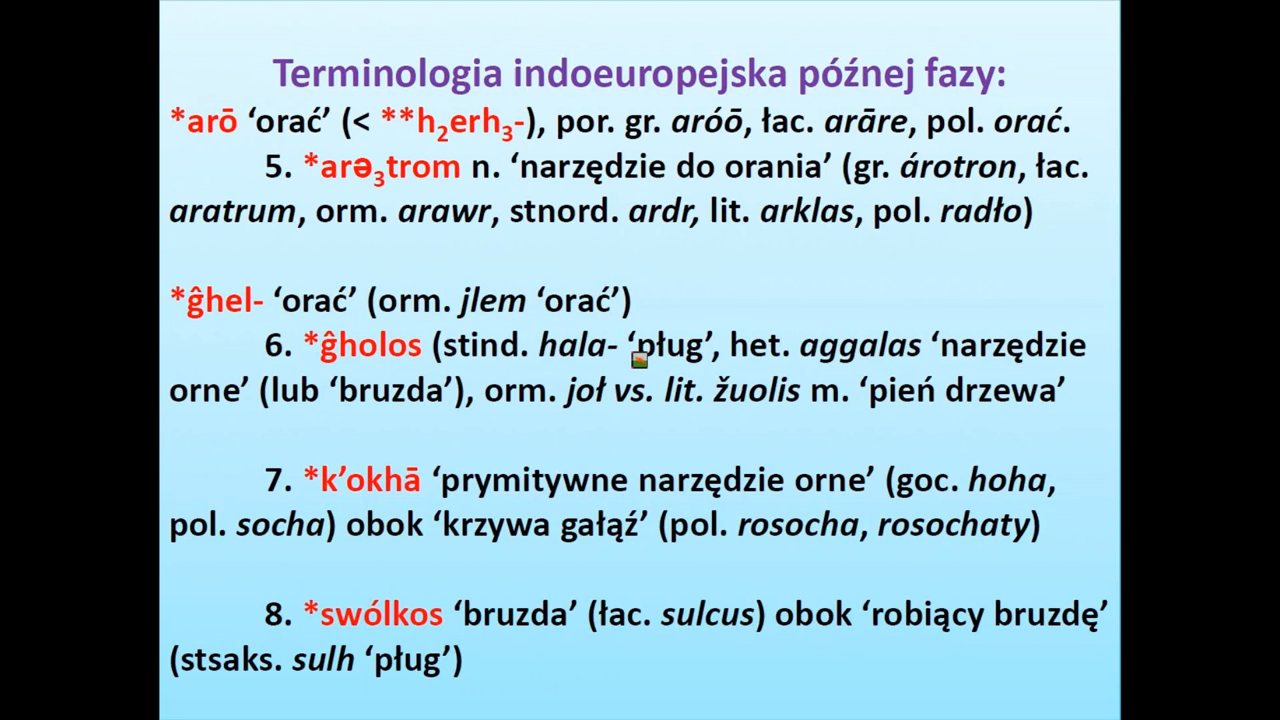 Terminologia indoeuropejska późnej fazy:
*arō ‘orać’ (< **h₂erh₃-), por. gr. aróō, łac. arāre, pol. orać.
5. *arə₃trom n. ‘narzędzie do orania’ (gr. árotron, łac.
aratrum, orm. arawr, stnord. ardr, lit. arklas, pol. radło)
*ĝhel- ‘orać’ (orm. jlem ‘orać’)
6. *ĝholos (stind. hala- ‘pług’, het. aggalas ‘narzędzie
orne’ (lub ‘bruzda’), orm. joł vs. lit. žuolis m. ‘pień drzewa’
7. *k’okhā ‘prymitywne narzędzie orne’ (goc. hoha,
pol. socha) obok ‘krzywa gałąź’ (pol. rosocha, rosochaty)
8. *swólkos ‘bruzda’ (łac. sulcus) obok ‘robiący bruzdę’
(stsaks. sulh ‘pług’)